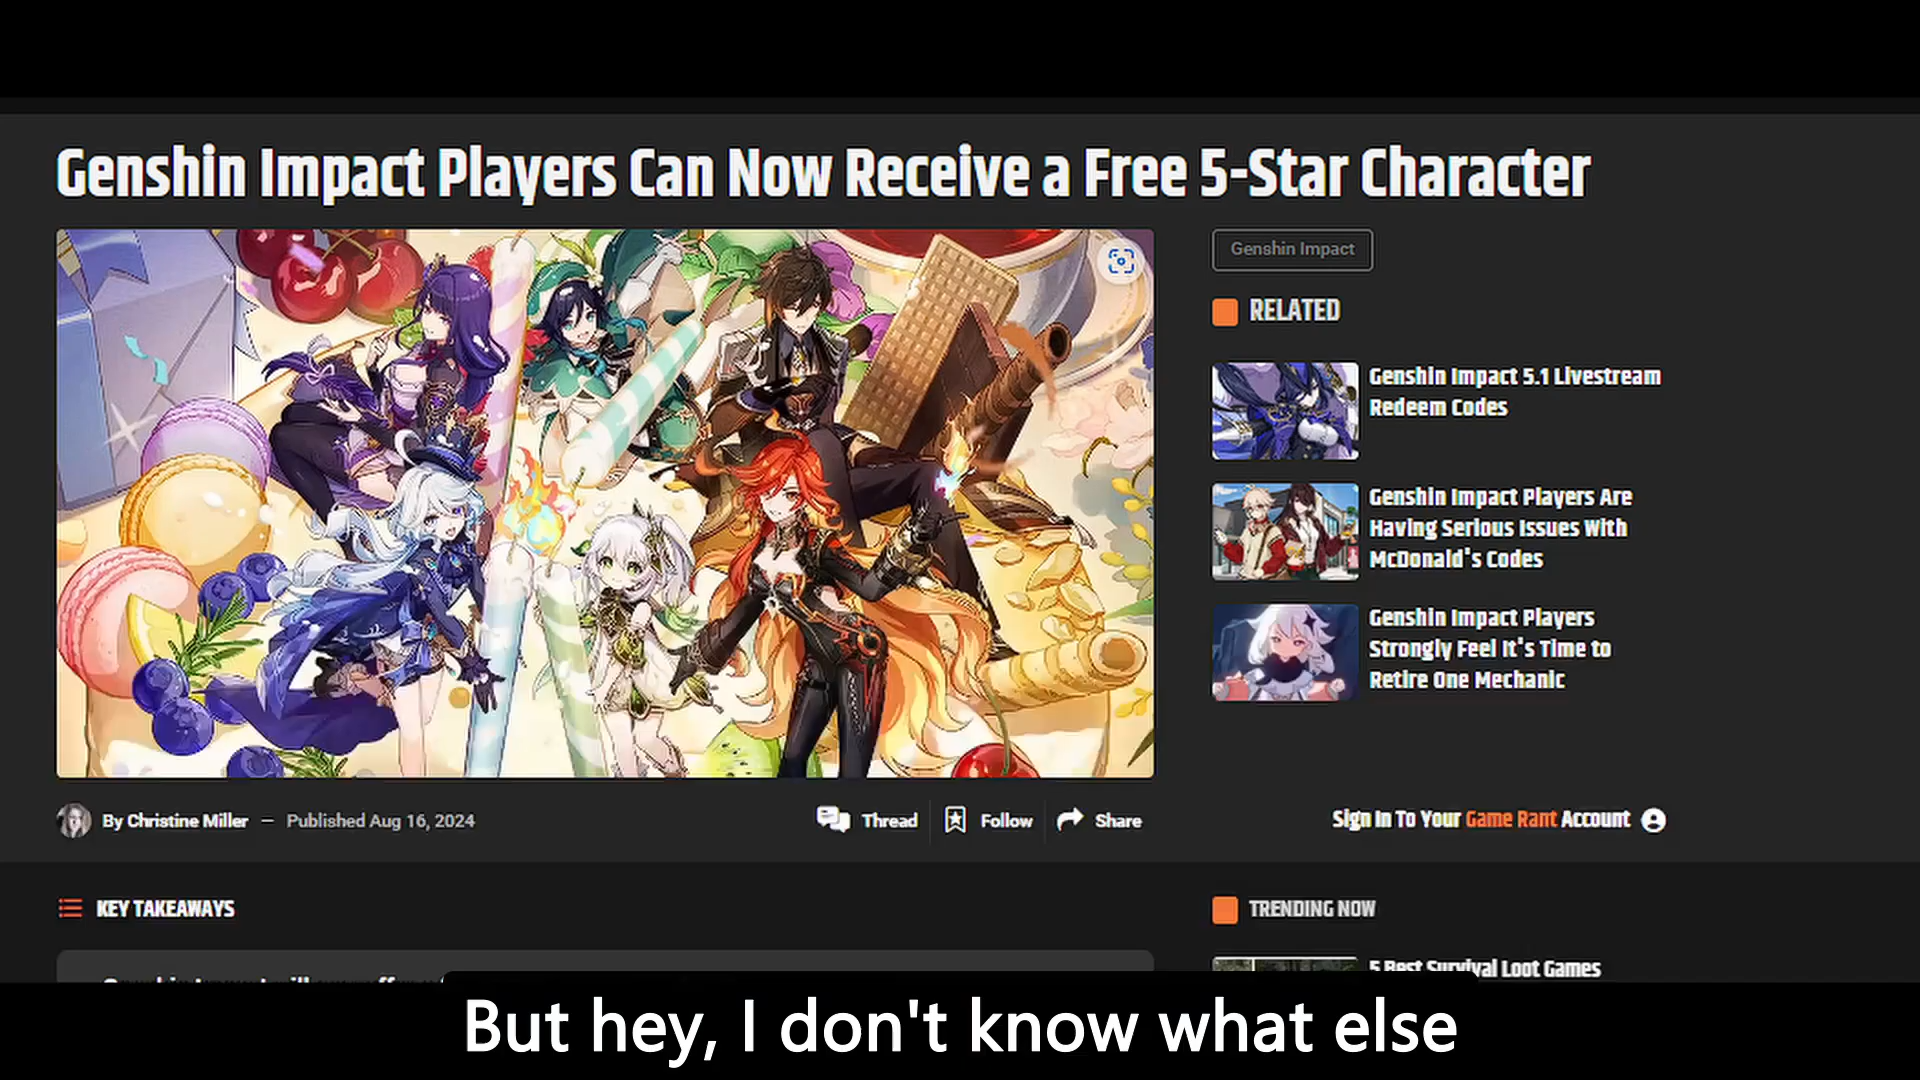 Genshin Impact Players Can Now Receive a Free 5-Star Character
Genshin Impact
RELATED
Genshin Impact 5.1 Livestream
Redeem Codes
Genshin Impact Players Are
Having Serious Issues With
McDonald's Codes
Genshin Impact Players
Strongly Feel It's Time to
Retire One Mechanic
By Christine Miller — Published Aug 16, 2024
Thread
Follow
Share
Sign In To Your Game Rant Account
KEY TAKEAWAYS
TRENDING NOW
5 Best Survival Loot Games
But hey, I don't know what else